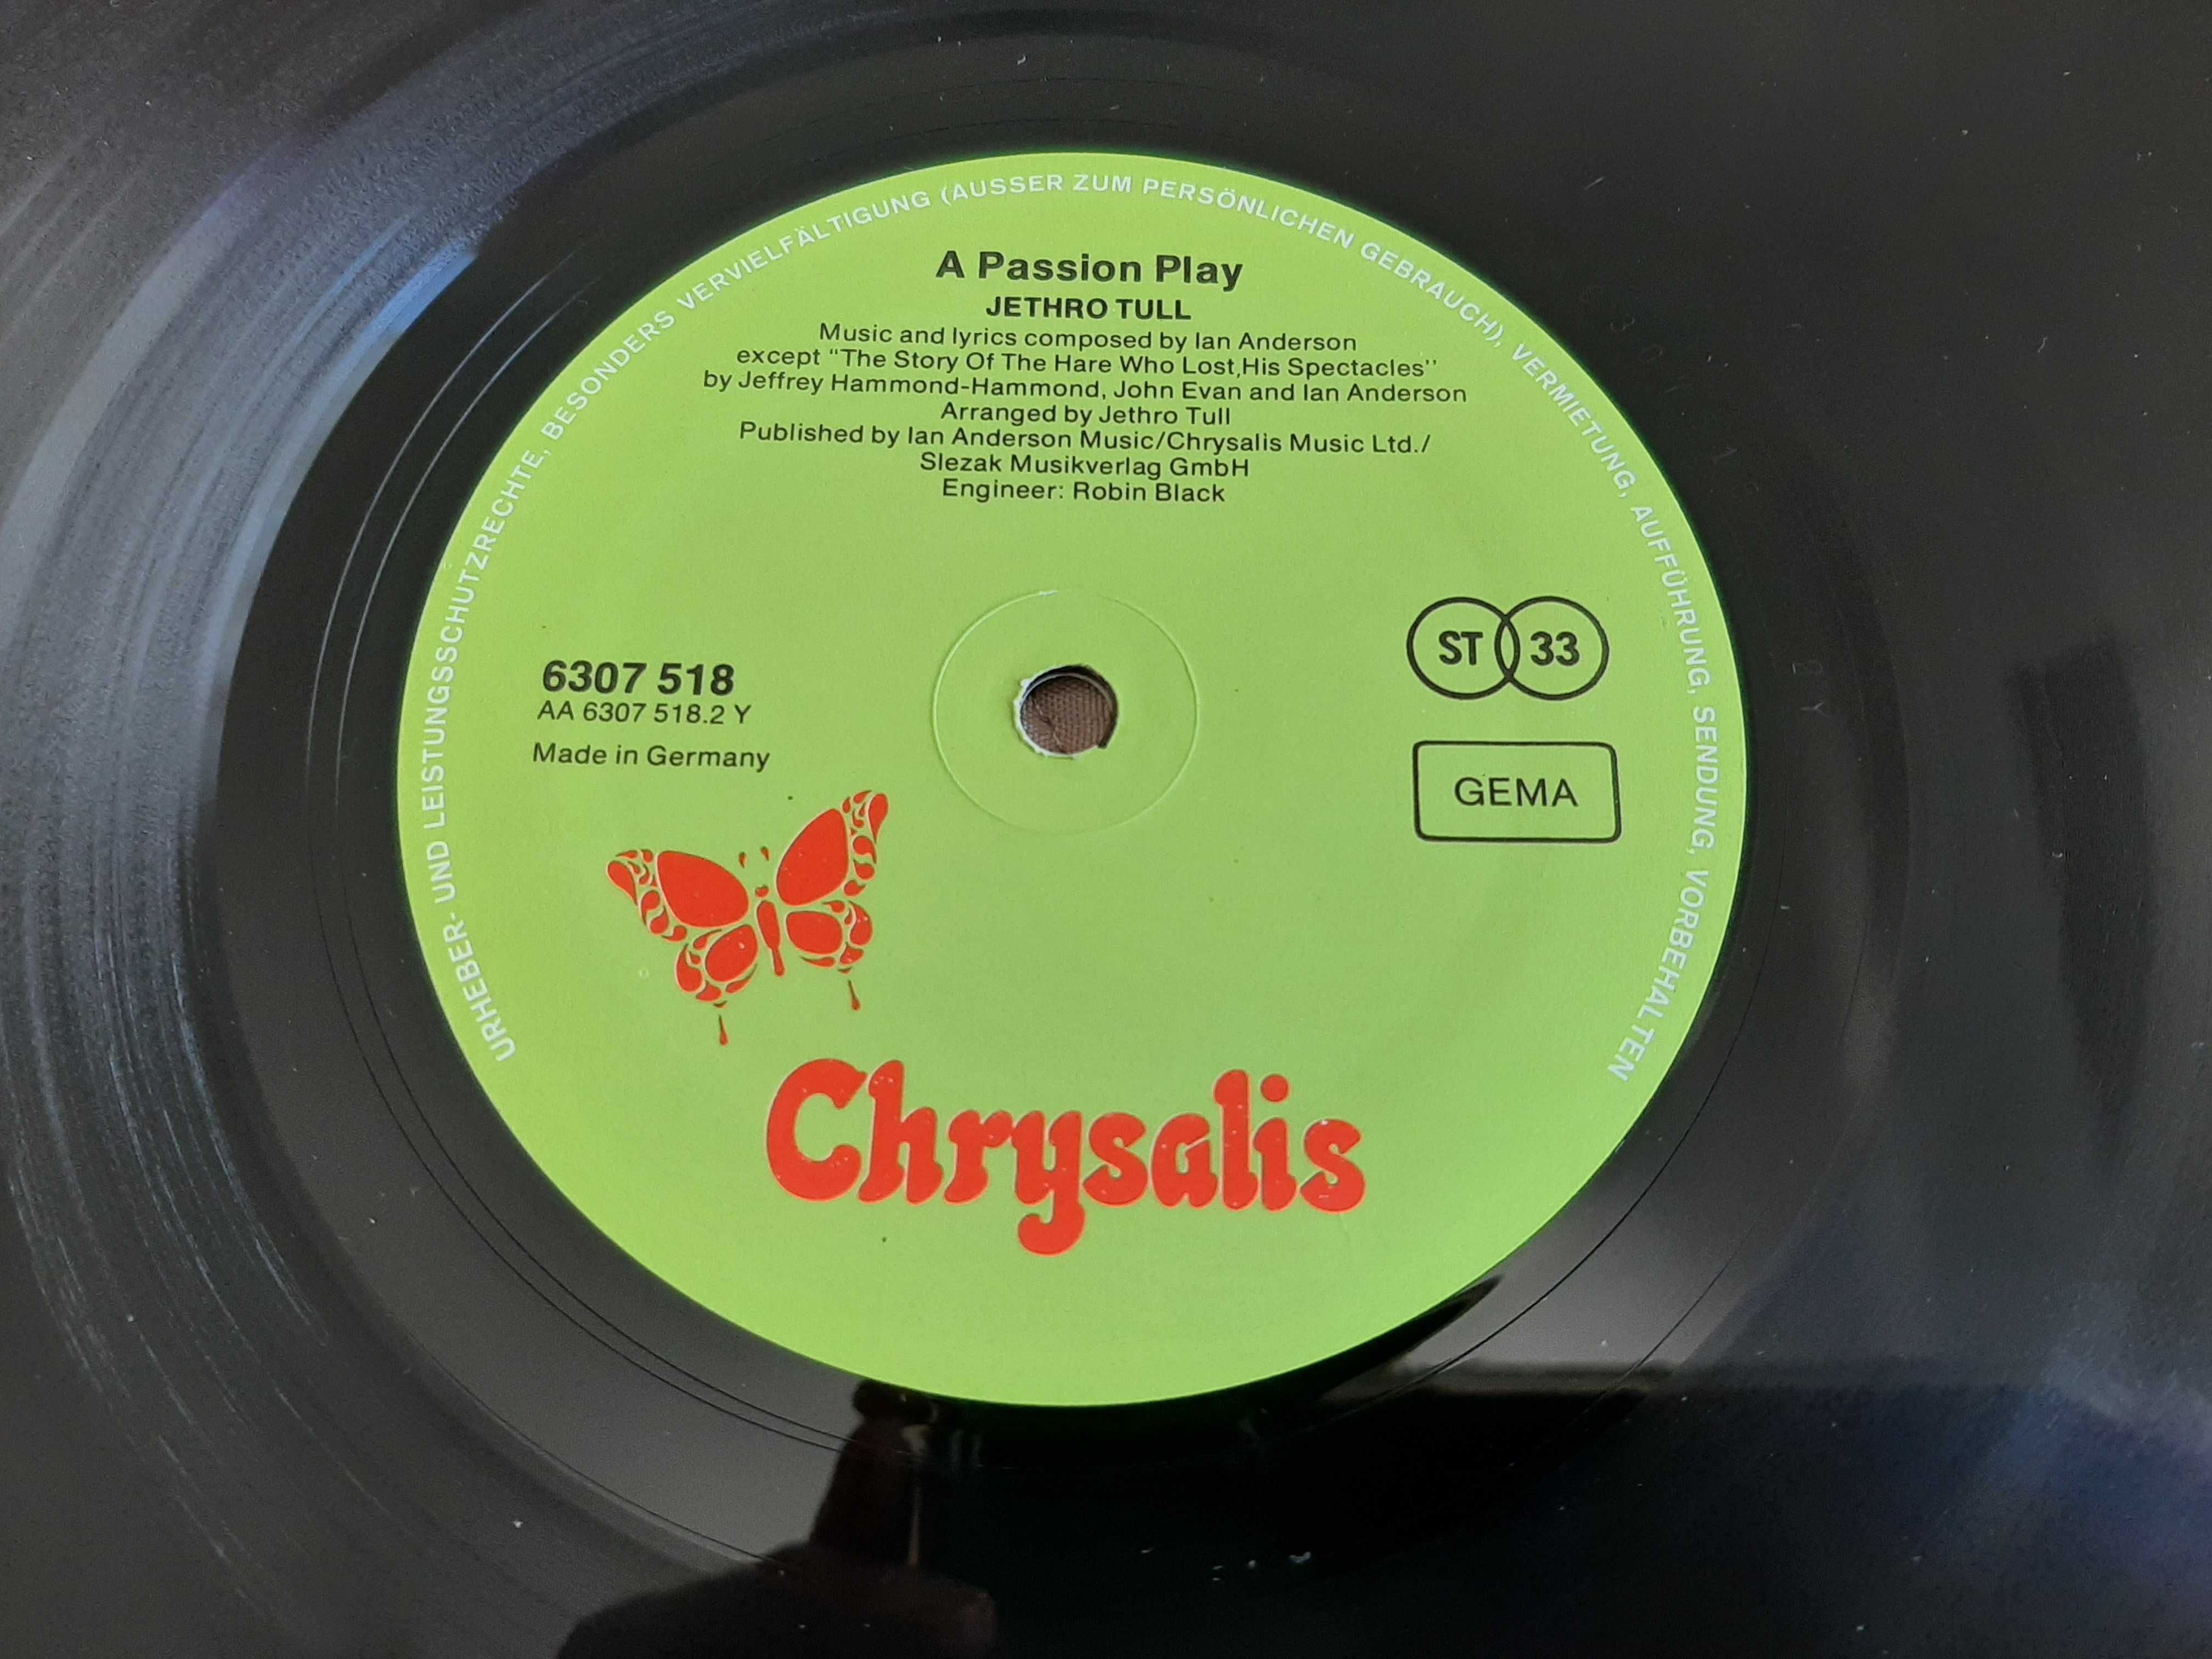 URHEBER- UND LEISTUNGSSCHUTZRECHTE, BESONDERS VERVIELFÄLTIGUNG (AUSSER ZUM PERSÖNLICHEN GEBRAUCH), VERMIETUNG, AUFFÜHRUNG, SENDUNG, VORBEHALTEN
A Passion Play
JETHRO TULL
Music and lyrics composed by Ian Anderson
except "The Story Of The Hare Who Lost,His Spectacles''
by Jeffrey Hammond-Hammond, John Evan and Ian Anderson
Arranged by Jethro Tull
Published by Ian Anderson Music/Chrysalis Music Ltd./
Slezak Musikverlag GmbH
Engineer: Robin Black
ST 33
6307 518
AA 6307 518.2 Y
Made in Germany
GEMA
Chrysalis